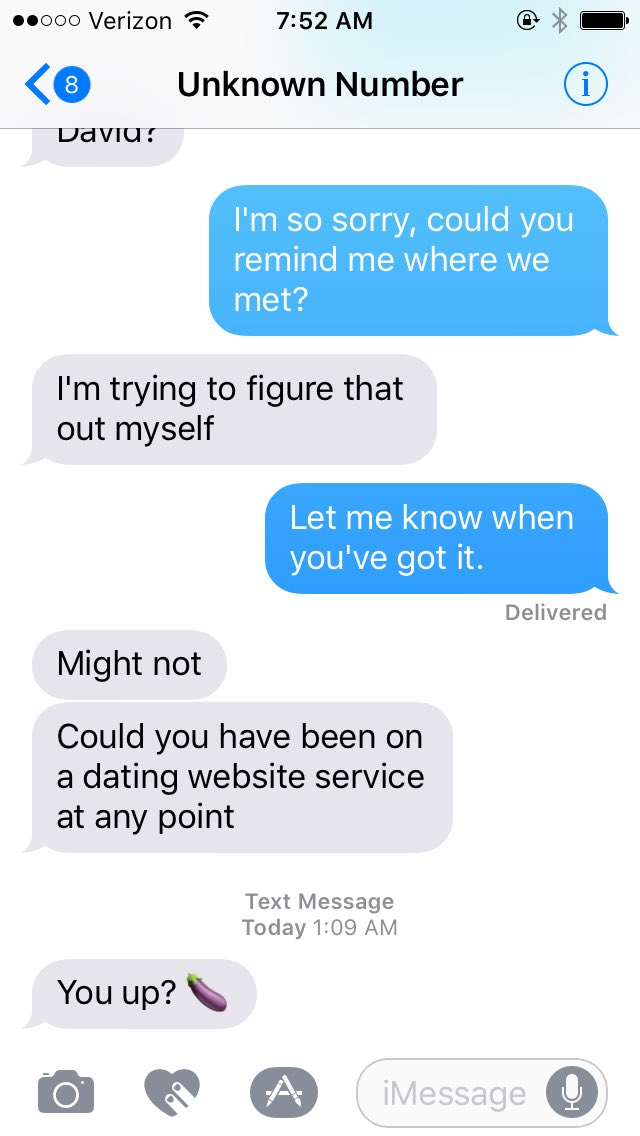 Verizon 7:52 AM
8 Unknown Number i
David?
I'm so sorry, could you
remind me where we
met?
I'm trying to figure that
out myself
Let me know when
you've got it.
Delivered
Might not
Could you have been on
a dating website service
at any point
Text Message
Today 1:09 AM
You up? 🍆
iMessage